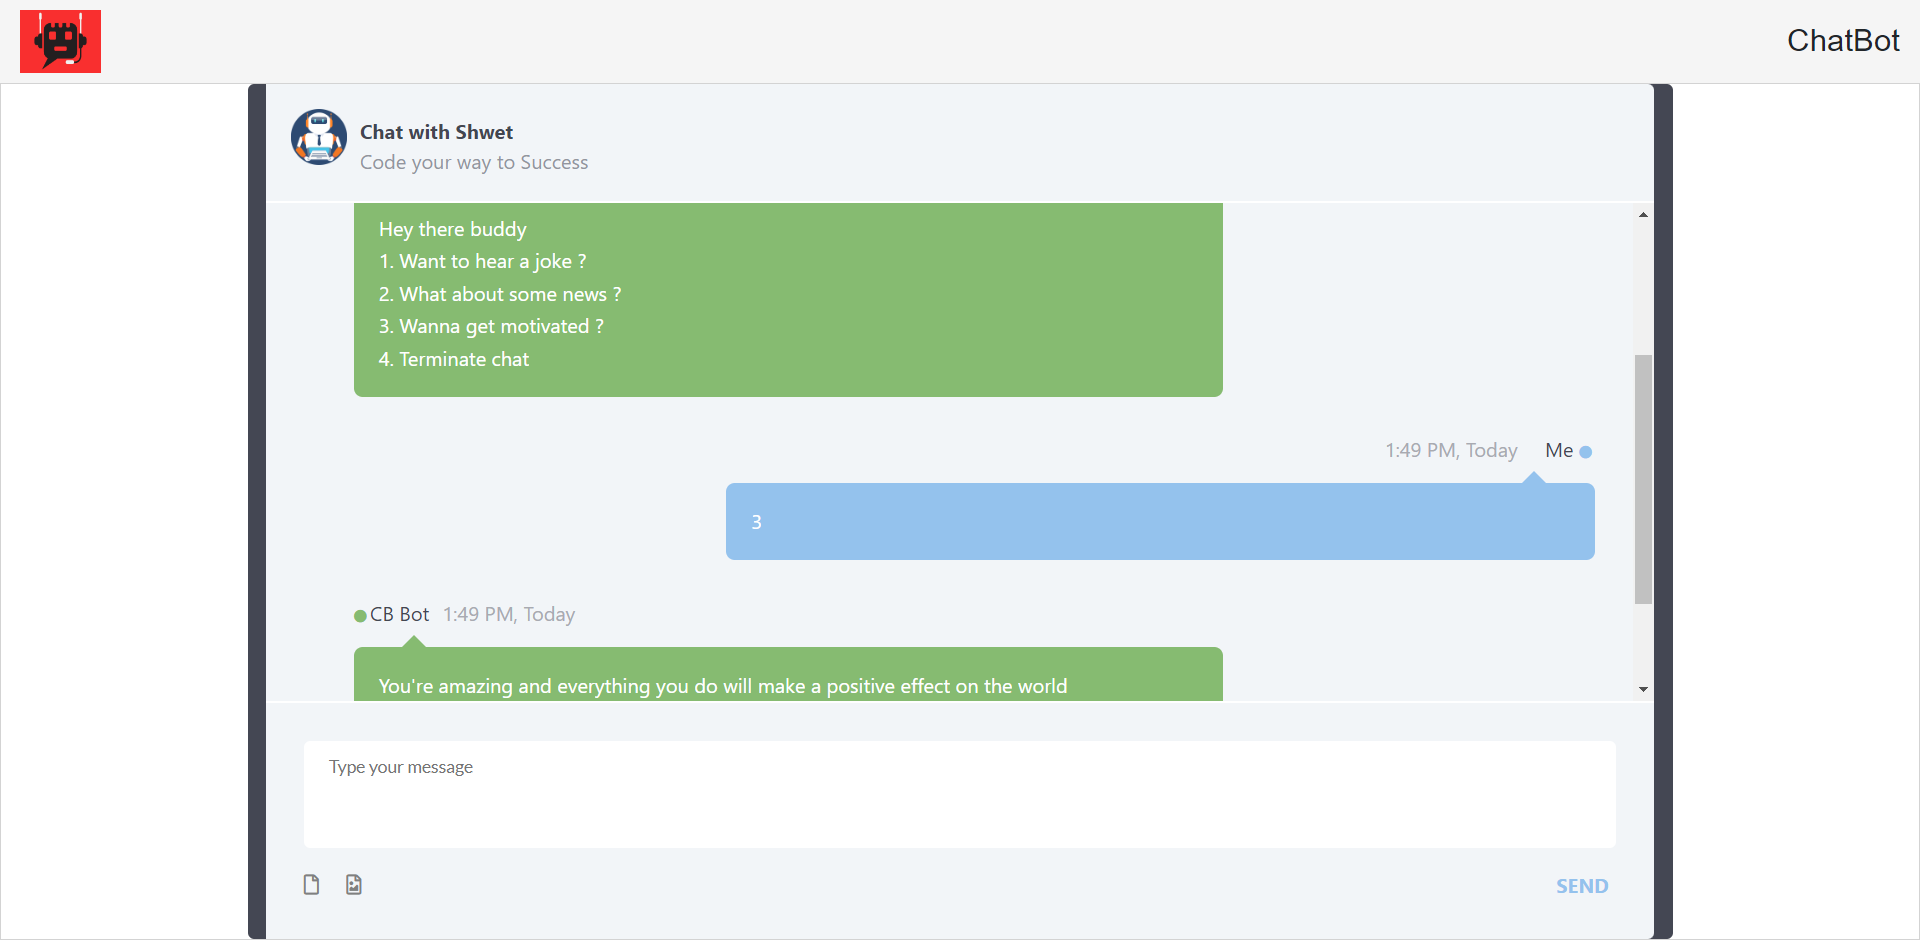 ChatBot
Chat with Shwet
Code your way to Success
Hey there buddy
1. Want to hear a joke ?
2. What about some news ?
3. Wanna get motivated ?
4. Terminate chat
1:49 PM, Today Me
3
CB Bot 1:49 PM, Today
You're amazing and everything you do will make a positive effect on the world
Type your message
SEND